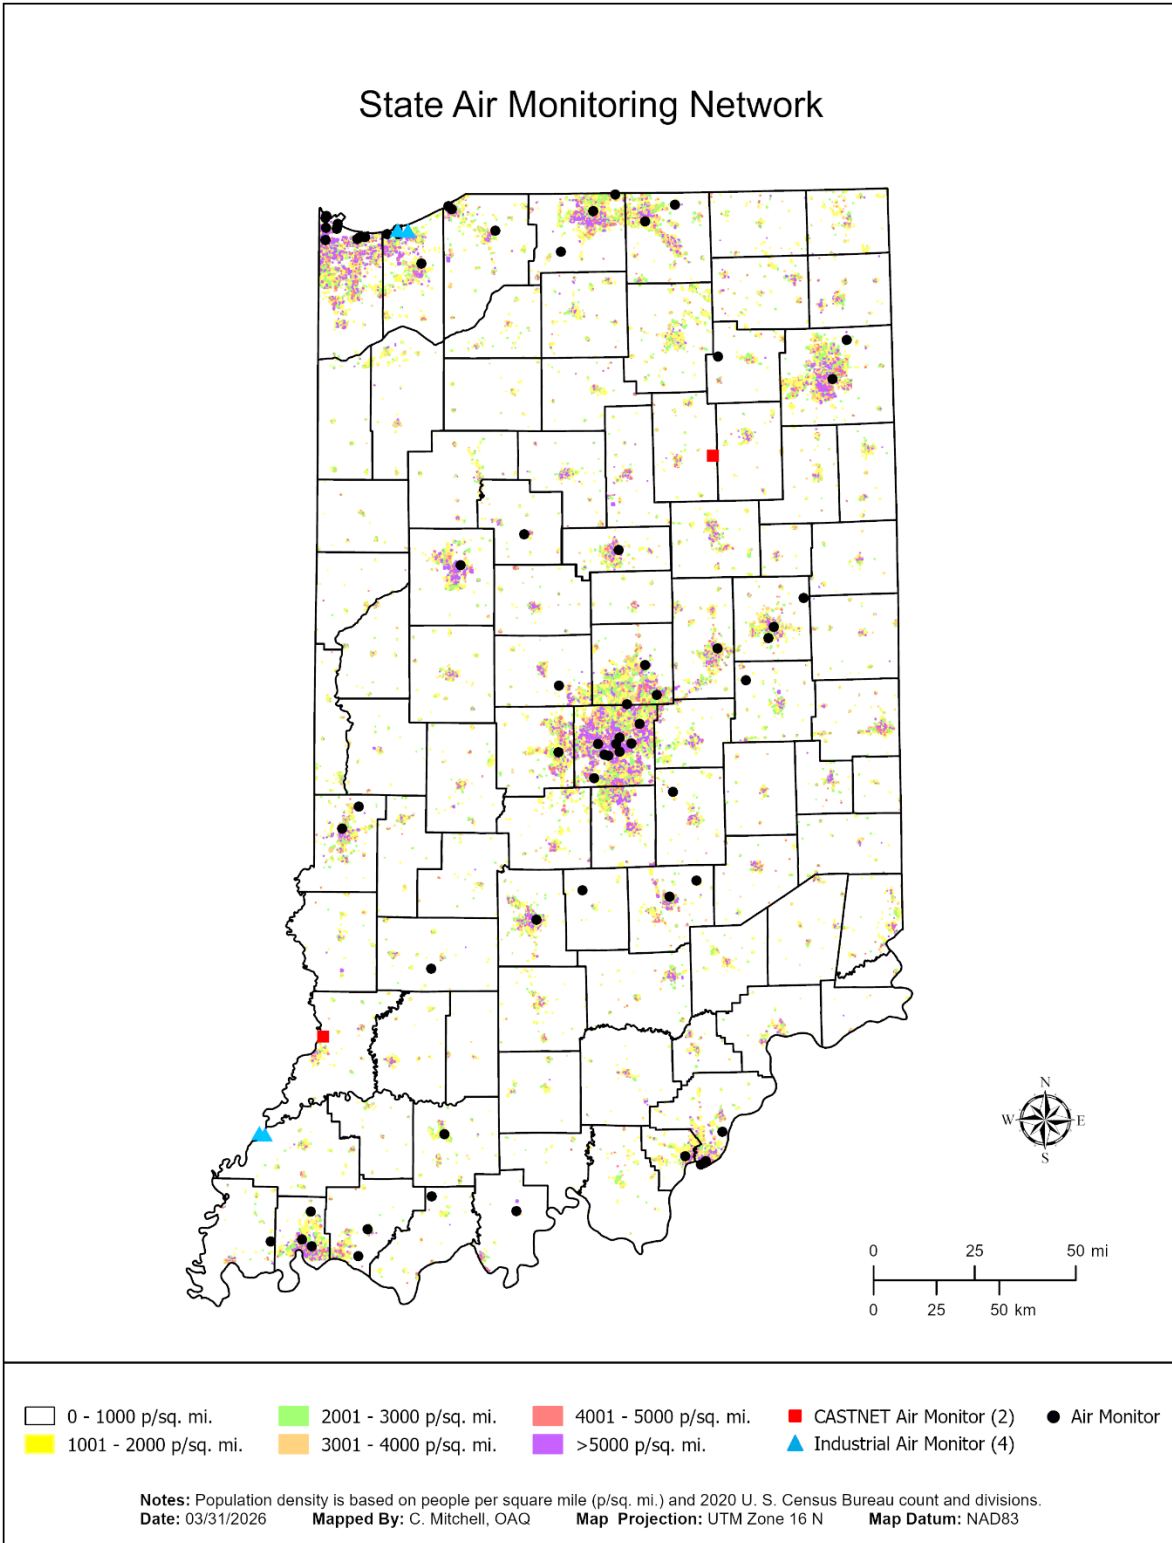 State Air Monitoring Network
N
W E
S
0 25 50 mi
0 25 50 km
0 - 1000 p/sq. mi.
1001 - 2000 p/sq. mi.
2001 - 3000 p/sq. mi.
3001 - 4000 p/sq. mi.
4001 - 5000 p/sq. mi.
>5000 p/sq. mi.
CASTNET Air Monitor (2)
Industrial Air Monitor (4)
Air Monitor
Notes: Population density is based on people per square mile (p/sq. mi.) and 2020 U. S. Census Bureau count and divisions.
Date: 03/31/2026 Mapped By: C. Mitchell, OAQ Map Projection: UTM Zone 16 N Map Datum: NAD83